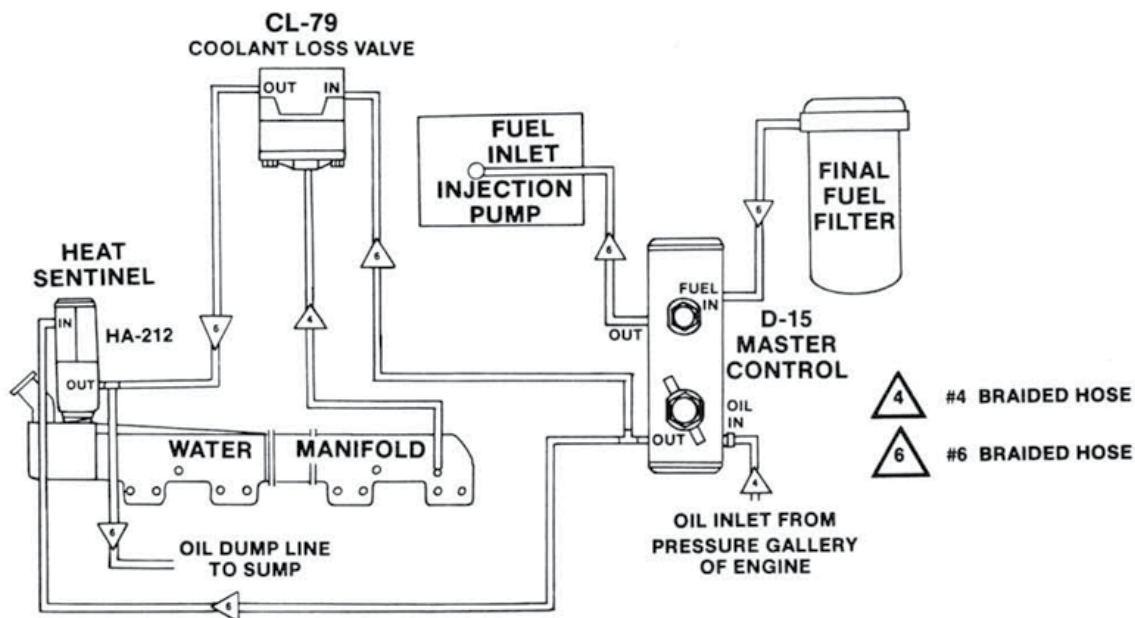 CL-79
COOLANT LOSS VALVE
OUT IN
6
6
4
FUEL
INLET
INJECTION
PUMP
6
6
FINAL
FUEL
FILTER
HEAT
SENTINEL
IN
HA-212
OUT
WATER MANIFOLD
6
OIL DUMP LINE
TO SUMP
6
FUEL
IN
OUT
D-15
MASTER
CONTROL
OIL
IN
OUT
4
OIL INLET FROM
PRESSURE GALLERY
OF ENGINE
4 #4 BRAIDED HOSE
6 #6 BRAIDED HOSE